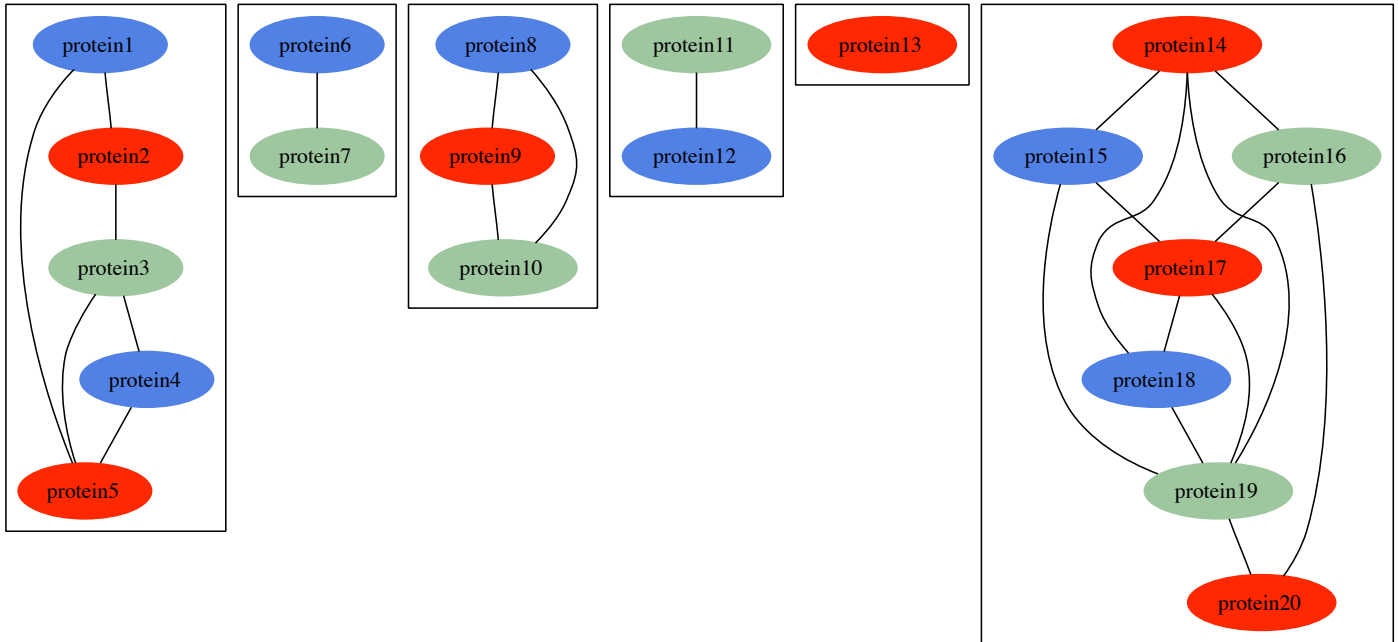 protein1
protein2
protein3
protein4
protein5
protein6
protein7
protein8
protein9
protein10
protein11
protein12
protein13
protein14
protein15
protein16
protein17
protein18
protein19
protein20